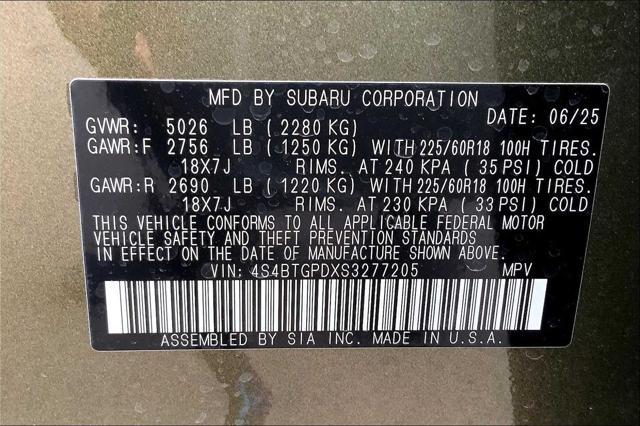 MFD BY SUBARU CORPORATION
DATE: 06/25
GVWR: 5026 LB (2280 KG)
GAWR:F 2756 LB (1250 KG) WITH 225/60R18 100H TIRES.
18X7J RIMS. AT 240 KPA (35 PSI) COLD
GAWR:R 2690 LB (1220 KG) WITH 225/60R18 100H TIRES.
18X7J RIMS. AT 230 KPA (33 PSI) COLD
THIS VEHICLE CONFORMS TO ALL APPLICABLE FEDERAL MOTOR
VEHICLE SAFETY AND THEFT PREVENTION STANDARDS
IN EFFECT ON THE DATE OF MANUFACTURE SHOWN ABOVE.
VIN: 4S4BTGPDXS3277205 MPV
ASSEMBLED BY SIA INC. MADE IN U.S.A.